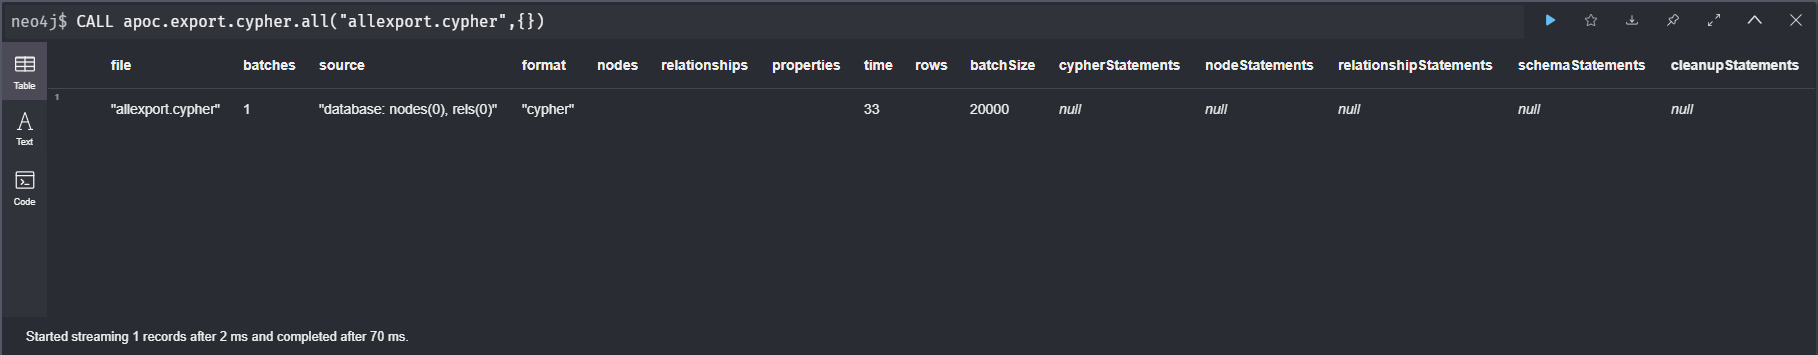 neo4j$ CALL apoc.export.cypher.all("allexport.cypher",{})
file batches source format nodes relationships properties time rows batchSize cypherStatements nodeStatements relationshipStatements schemaStatements cleanupStatements
Table
1
"allexport.cypher" 1 "database: nodes(0), rels(0)" "cypher" 33 20000 null null null null null
Text
Code
Started streaming 1 records after 2 ms and completed after 70 ms.